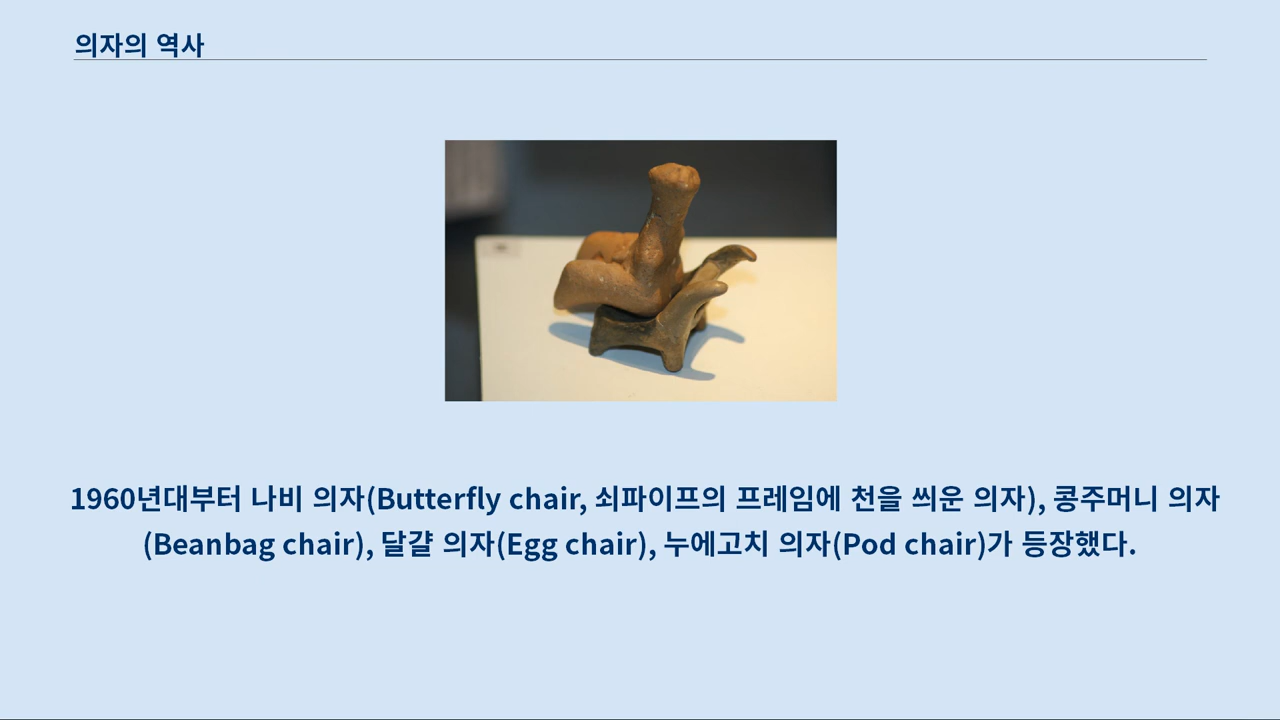 의자의 역사
1960년대부터 나비 의자(Butterfly chair, 쇠파이프의 프레임에 천을 씌운 의자), 콩주머니 의자
(Beanbag chair), 달걀 의자(Egg chair), 누에고치 의자(Pod chair)가 등장했다.